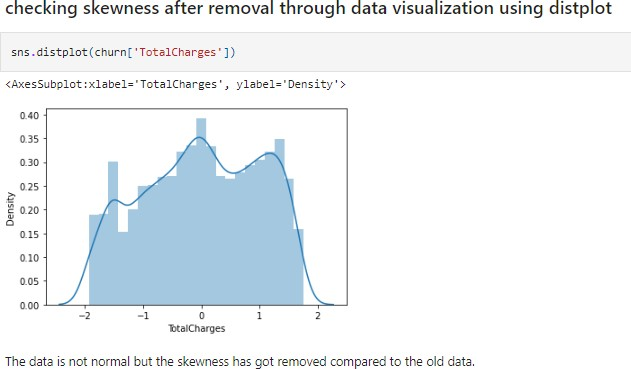 checking skewness after removal through data visualization using distplot
sns.distplot(churn['TotalCharges'])
<AxesSubplot:xlabel='TotalCharges', ylabel='Density'>
0.40
0.35
0.30
0.25
0.20
0.15
0.10
0.05
0.00
Density
−2 −1 0 1 2
TotalCharges
The data is not normal but the skewness has got removed compared to the old data.